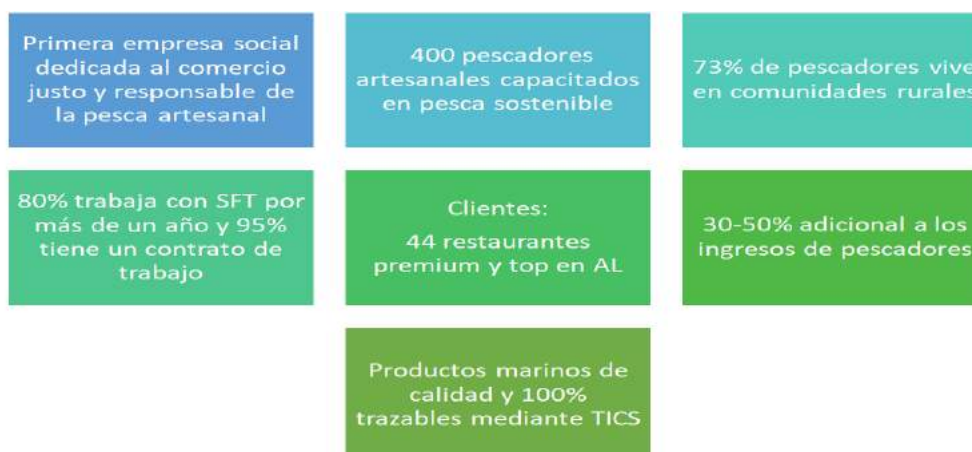 Primera empresa social
dedicada al comercio
justo y responsable de
la pesca artesanal
400 pescadores
artesanales capacitados
en pesca sostenible
73% de pescadores vive
en comunidades rurales
80% trabaja con SFT por
más de un año y 95%
tiene un contrato de
trabajo
Clientes:
44 restaurantes
premium y top en AL
30-50% adicional a los
ingresos de pescadores
Productos marinos de
calidad y 100%
trazables mediante TICS